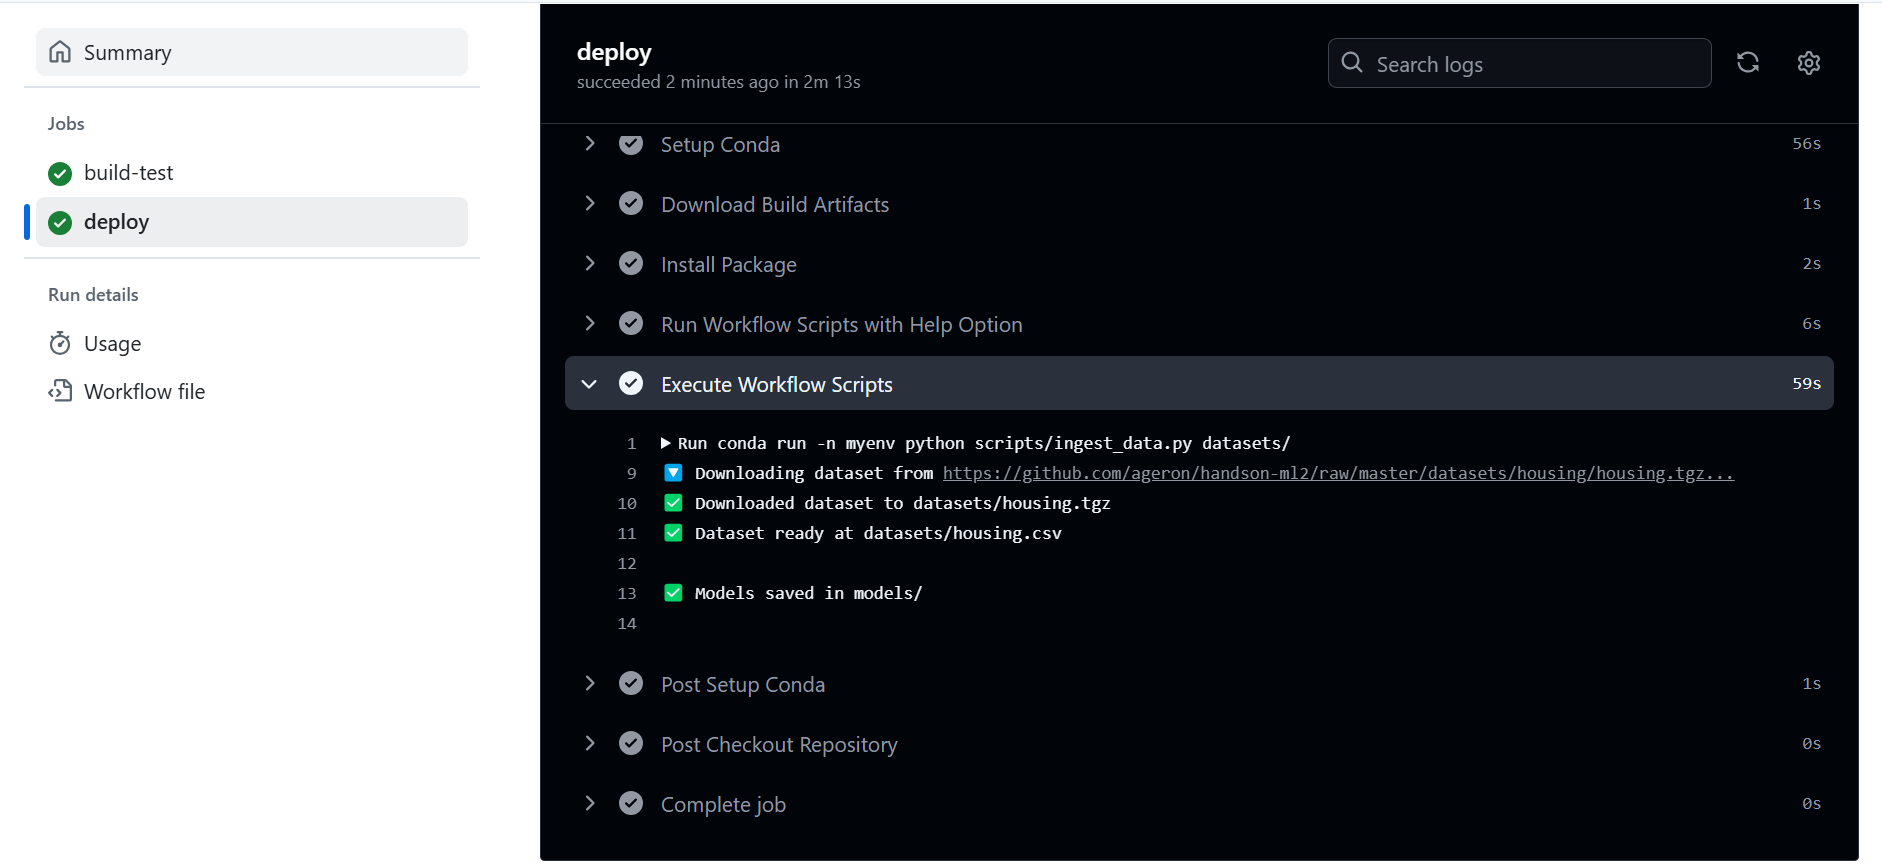 Summary
Jobs
build-test
deploy
Run details
Usage
Workflow file
deploy
succeeded 2 minutes ago in 2m 13s
Search logs
Setup Conda 56s
Download Build Artifacts 1s
Install Package 2s
Run Workflow Scripts with Help Option 6s
Execute Workflow Scripts 59s
1 Run conda run -n myenv python scripts/ingest_data.py datasets/
9 Downloading dataset from https://github.com/ageron/handson-ml2/raw/master/datasets/housing/housing.tgz...
10 Downloaded dataset to datasets/housing.tgz
11 Dataset ready at datasets/housing.csv
12
13 Models saved in models/
14
Post Setup Conda 1s
Post Checkout Repository 0s
Complete job 0s